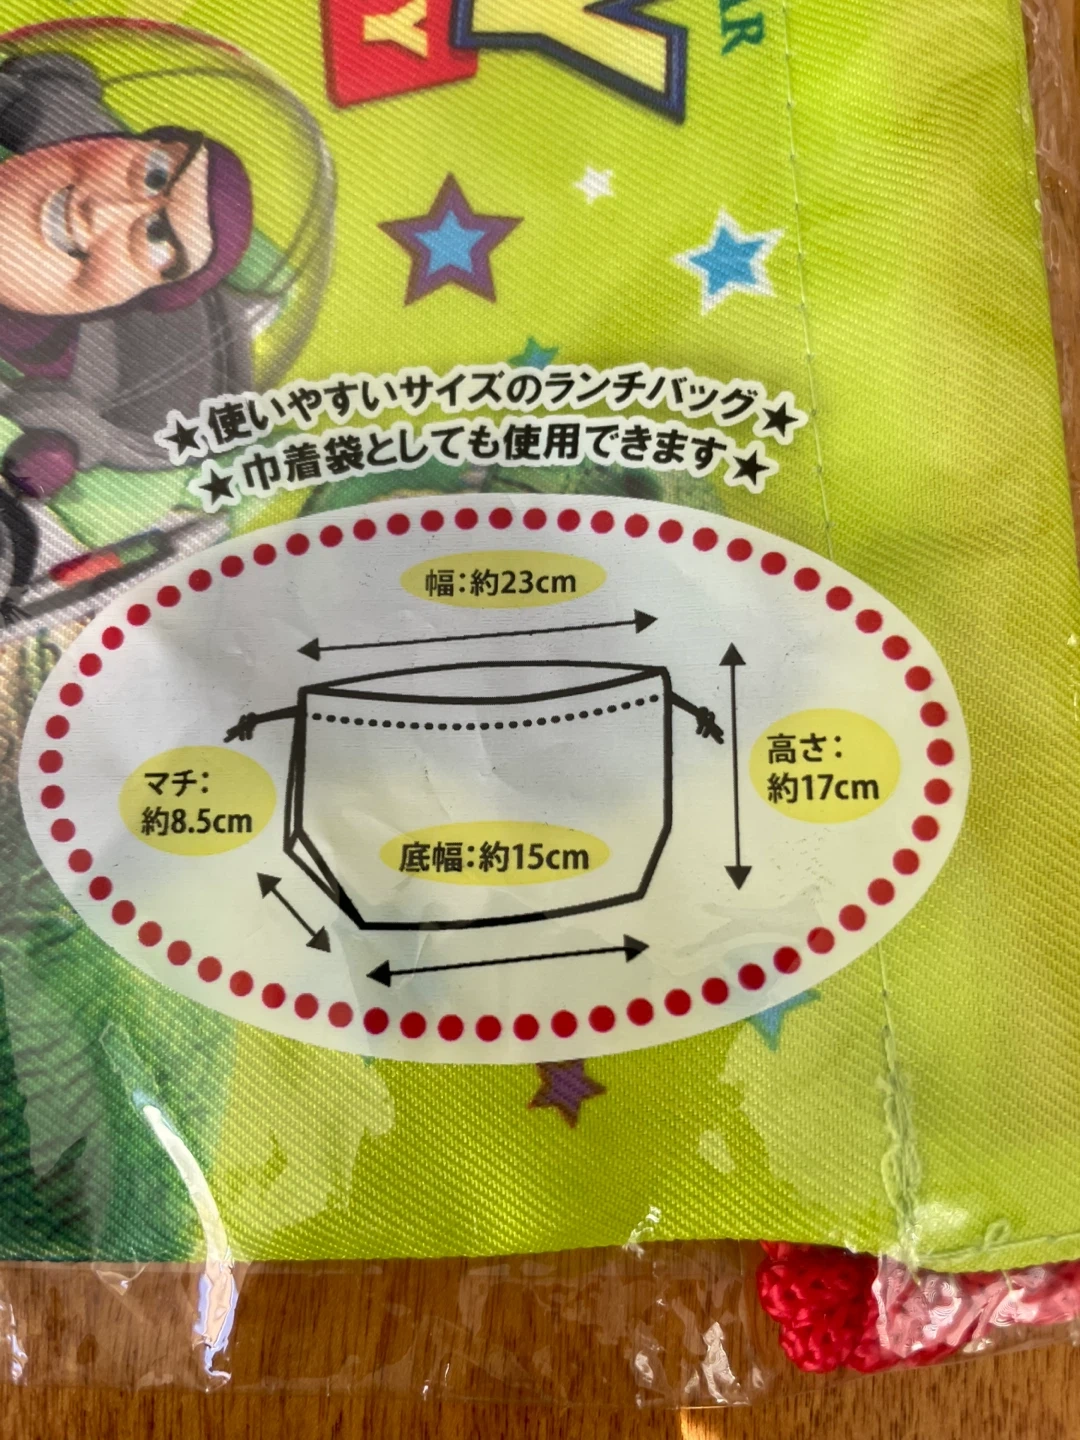 Y
Y
AR
★使いやすいサイズのランチバッグ★
★巾着袋としても使用できます★
幅：約23cm
高さ：
約17cm
マチ：
約8.5cm
底幅：約15cm